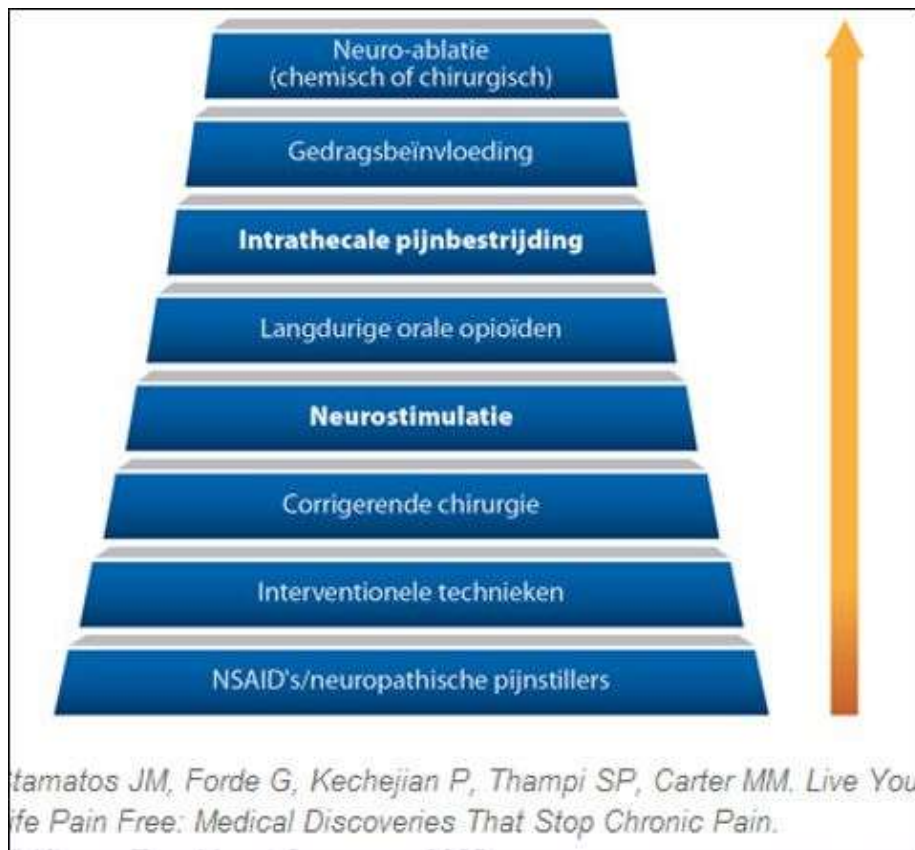 Neuro-ablatie
(chemisch of chirurgisch)
Gedragsbeïnvloeding
Intrathecale pijnbestrijding
Langdurige orale opioïden
Neurostimulatie
Corrigerende chirurgie
Interventionele technieken
NSAID's/neuropathische pijnstillers
tamatos JM, Forde G, Kechejian P, Thampi SP, Carter MM. Live You
ife Pain Free: Medical Discoveries That Stop Chronic Pain.